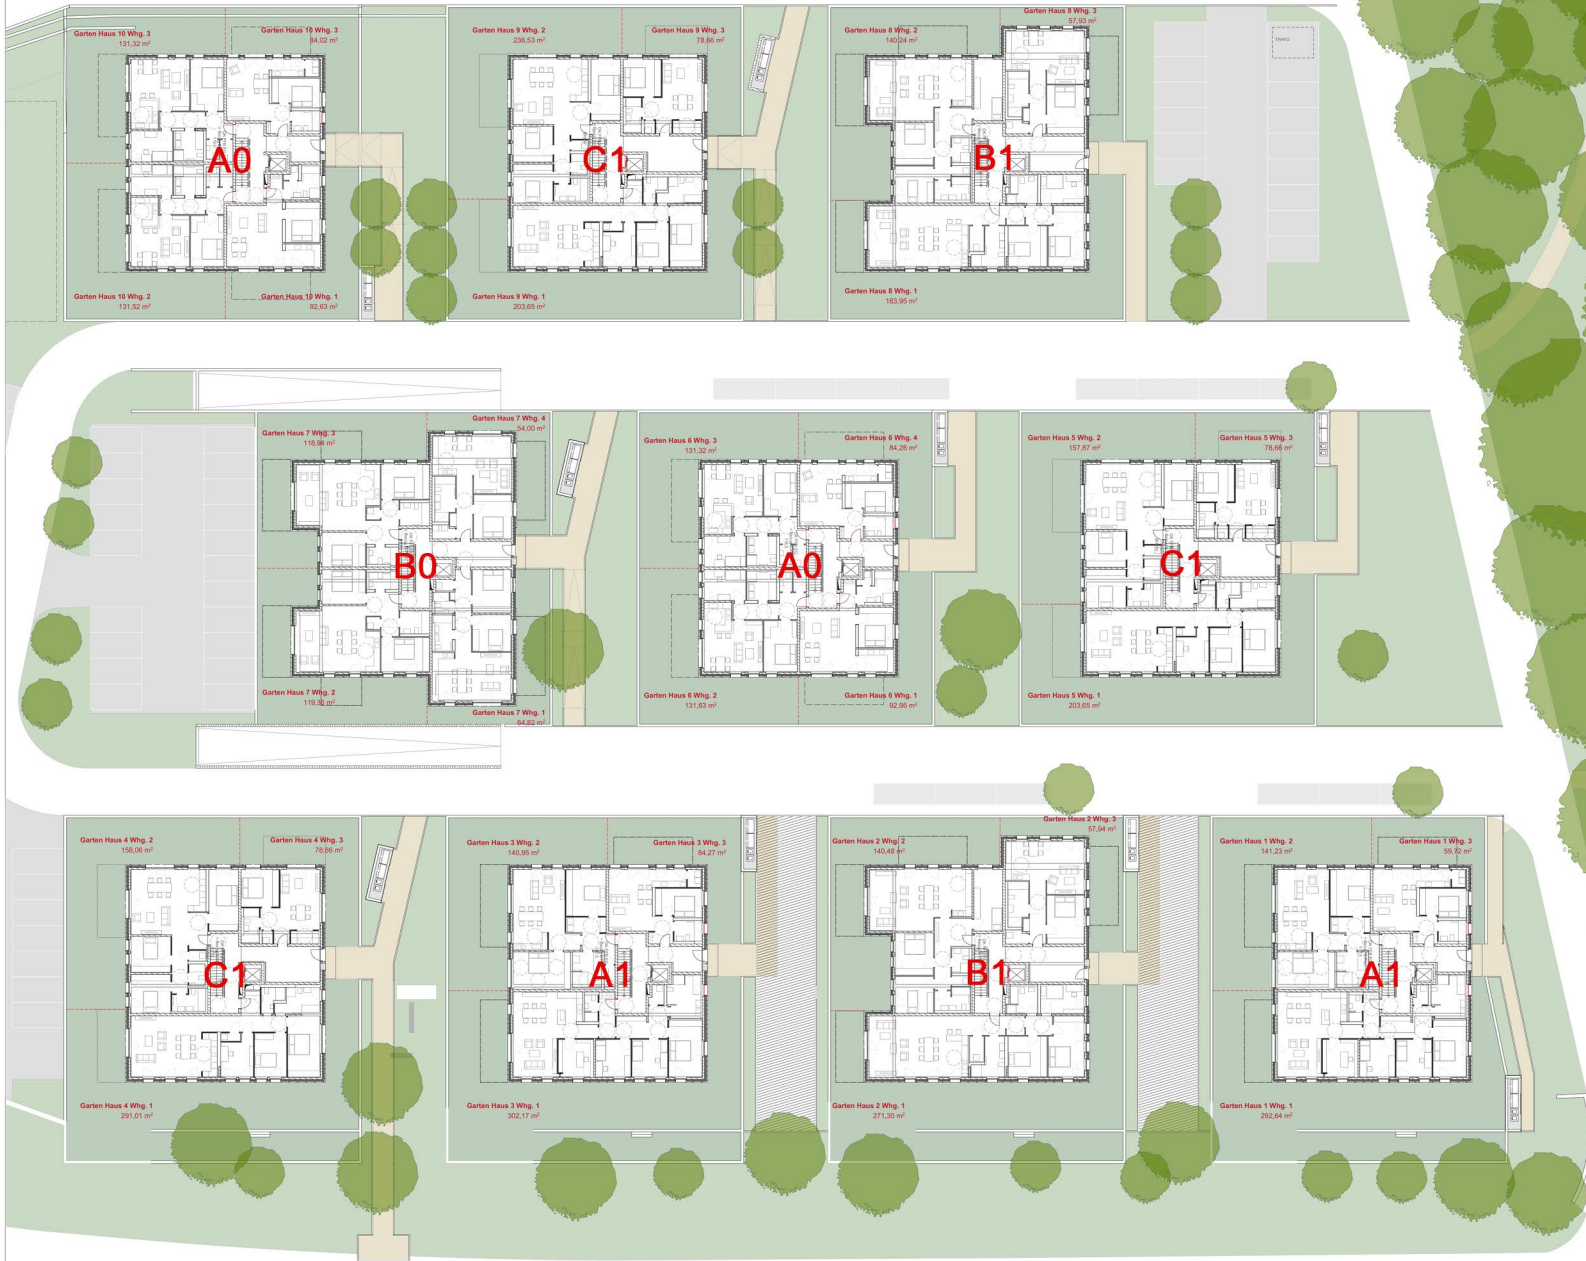 Garten Haus 10 Whg. 3
131,32 m²
Garten Haus 10 Whg. 3
84,02 m²
A0
Garten Haus 10 Whg. 2
131,52 m²
Garten Haus 10 Whg. 1
92,63 m²
Garten Haus 9 Whg. 2
236,53 m²
Garten Haus 9 Whg. 3
78,66 m²
C1
Garten Haus 9 Whg. 1
203,65 m²
Garten Haus 8 Whg. 2
140,24 m²
Garten Haus 8 Whg. 3
57,93 m²
B1
Garten Haus 8 Whg. 1
183,95 m²
TRAFO
Garten Haus 7 Whg. 3
118,94 m²
Garten Haus 7 Whg. 4
54,00 m²
B0
Garten Haus 7 Whg. 2
Garten Haus 7 Whg. 1
64,82 m²
Garten Haus 6 Whg. 3
131,32 m²
Garten Haus 6 Whg. 4
84,28 m²
A0
Garten Haus 6 Whg. 2
131,63 m²
Garten Haus 6 Whg. 1
92,95 m²
Garten Haus 5 Whg. 2
157,87 m²
Garten Haus 5 Whg. 3
78,66 m²
C1
Garten Haus 5 Whg. 1
203,65 m²
Garten Haus 4 Whg. 2
158,06 m²
Garten Haus 4 Whg. 3
78,66 m²
C1
Garten Haus 4 Whg. 1
291,01 m²
Garten Haus 3 Whg. 2
140,95 m²
Garten Haus 3 Whg. 3
84,27 m²
A1
Garten Haus 3 Whg. 1
302,17 m²
Garten Haus 2 Whg. 2
140,48 m²
Garten Haus 2 Whg. 3
57,94 m²
B1
Garten Haus 2 Whg. 1
271,30 m²
Garten Haus 1 Whg. 2
141,23 m²
Garten Haus 1 Whg. 3
59,72 m²
A1
Garten Haus 1 Whg. 1
292,64 m²